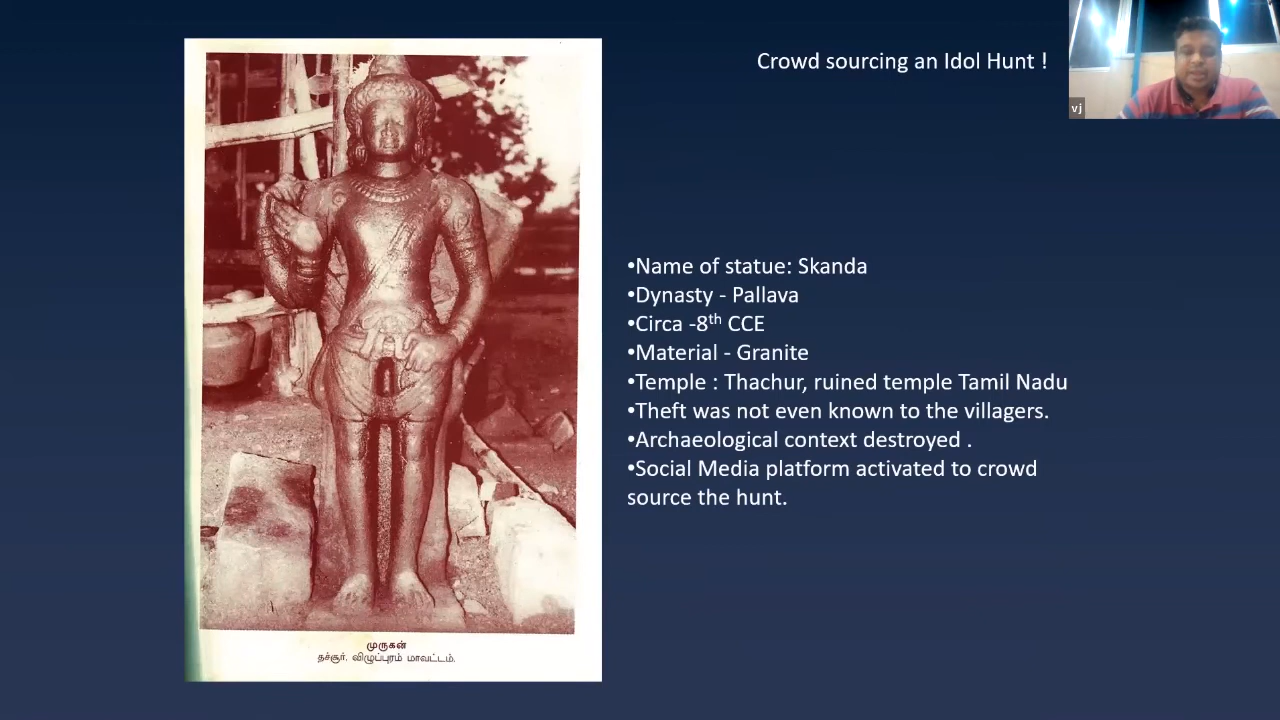 Crowd sourcing an Idol Hunt !
vj
•Name of statue: Skanda
•Dynasty - Pallava
•Circa -8th CCE
•Material - Granite
•Temple : Thachur, ruined temple Tamil Nadu
•Theft was not even known to the villagers.
•Archaeological context destroyed .
•Social Media platform activated to crowd
source the hunt.
முருகன்
தச்சூர். விழுப்புரம் மாவட்டம்.